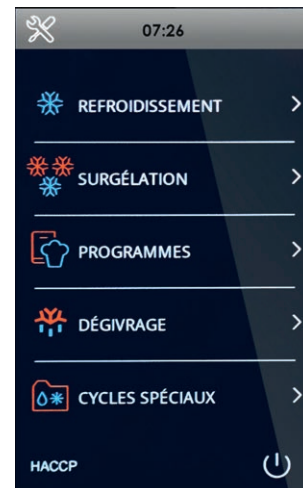 07:26
REFROIDISSEMENT
SURGÉLATION
PROGRAMMES
DÉGIVRAGE
CYCLES SPÉCIAUX
HACCP